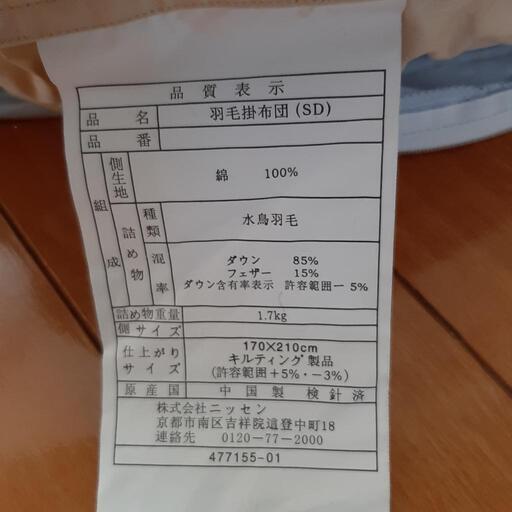 品質表示
品名 羽毛掛布団(SD)
品番
組成 側生地 綿 100%
詰め物 種類 水鳥羽毛
混率 ダウン 85%
フェザー 15%
ダウン含有率表示 許容範囲ー5%
詰め物重量 1.7kg
側サイズ
仕上がりサイズ 170×210cm
キルティング製品
(許容範囲+5%・-3%)
原産国 中国製 検針済
株式会社ニッセン
京都市南区吉祥院這登中町18
連絡先 0120-77-2000
477155-01